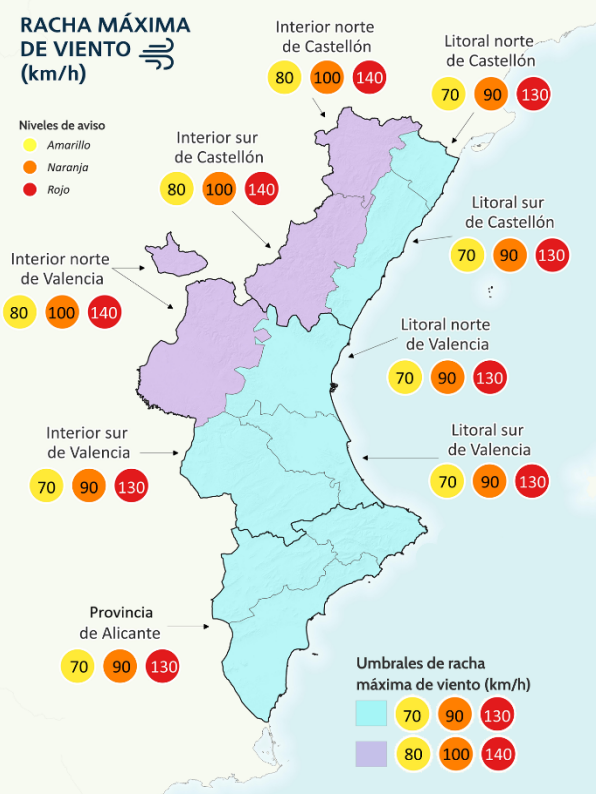 RACHA MÁXIMA
DE VIENTO
(km/h)
Niveles de aviso
Amarillo
Naranja
Rojo
Interior norte
de Castellón
80 100 140
Litoral norte
de Castellón
70 90 130
Interior sur
de Castellón
80 100 140
Litoral sur
de Castellón
70 90 130
Interior norte
de Valencia
80 100 140
Litoral norte
de Valencia
70 90 130
Interior sur
de Valencia
70 90 130
Litoral sur
de Valencia
70 90 130
Provincia
de Alicante
70 90 130
Umbrales de racha
máxima de viento (km/h)
70 90 130
80 100 140